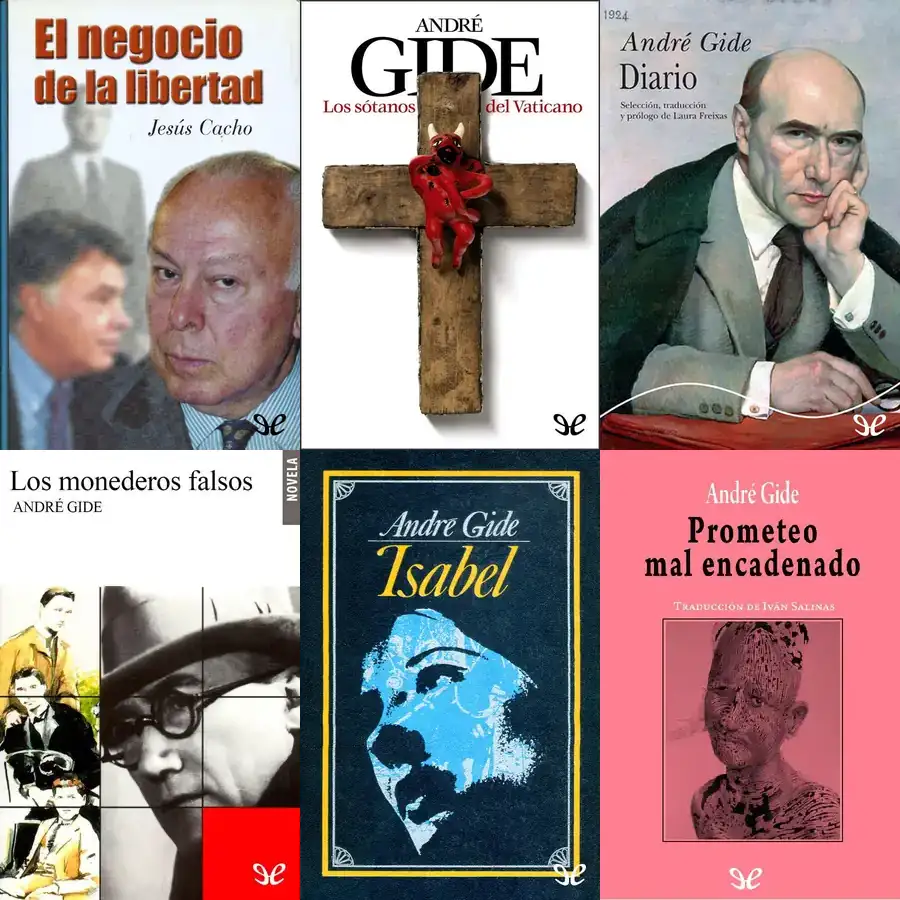 El negocio
de la libertad
Jesús Cacho
ANDRÉ
GIDE
Los sótanos del Vaticano
1924
André Gide
Diario
Selección, traducción
y prólogo de Laura Freixas
Los monederos falsos
ANDRÉ GIDE
NOVELA
André Gide
Isabel
André Gide
Prometeo
mal encadenado
TRADUCCIÓN DE IVÁN SALINAS